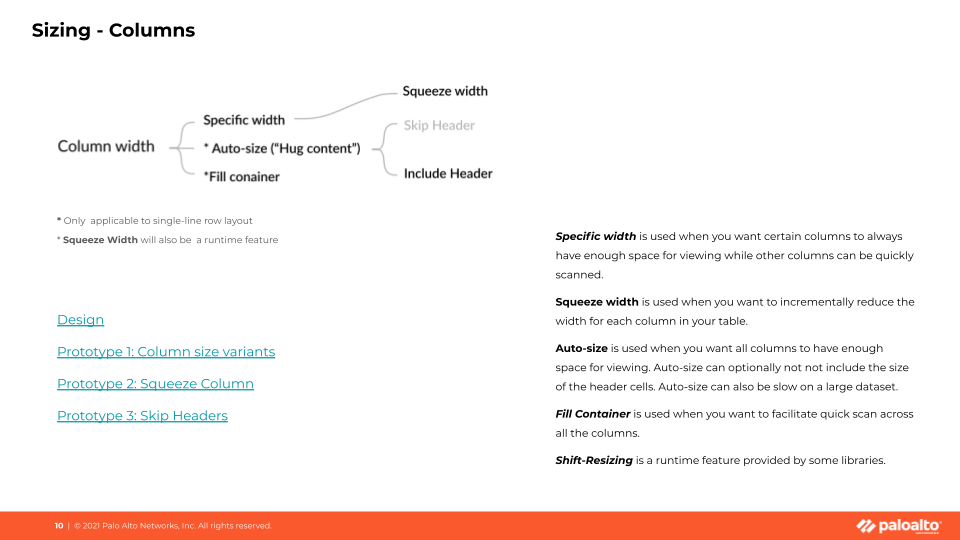 Sizing - Columns
Squeeze width
Specific width
Skip Header
Column width
* Auto-size (“Hug content”)
*Fill conainer
Include Header
* Only applicable to single-line row layout
* Squeeze Width will also be a runtime feature
Specific width is used when you want certain columns to always
have enough space for viewing while other columns can be quickly
scanned.
Squeeze width is used when you want to incrementally reduce the
width for each column in your table.
Auto-size is used when you want all columns to have enough
space for viewing. Auto-size can optionally not not include the size
of the header cells. Auto-size can also be slow on a large dataset.
Fill Container is used when you want to facilitate quick scan across
all the columns.
Shift-Resizing is a runtime feature provided by some libraries.
Design
Prototype 1: Column size variants
Prototype 2: Squeeze Column
Prototype 3: Skip Headers
10 | © 2021 Palo Alto Networks, Inc. All rights reserved.
paloalto